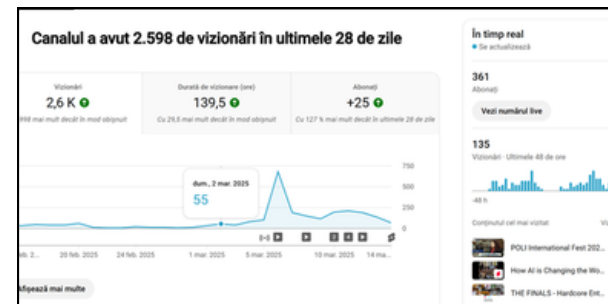 Canalul a avut 2.598 de vizionări în ultimele 28 de zile
Vizionări
2,6 K
998 mai mult decât în mod obișnuit
Durată de vizionare (ore)
139,5
Cu 29,5 mai mult decât în mod obișnuit
Abonați
+25
Cu 127 % mai mult decât în ultimele 28 de zile
750
500
250
0
dum., 2 mar. 2025
55
20 feb. 2025
24 feb. 2025
1 mar. 2025
5 mar. 2025
10 mar. 2025
14 ma...
Afișează mai multe
În timp real
Se actualizează
361
Abonați
Vezi numărul live
135
Vizionări · Ultimele 48 de ore
-48 h
Conținutul cel mai vizitat
POLI International Fest 202...
How AI is Changing the Wo...
THE FINALS - Hardcore Ent...